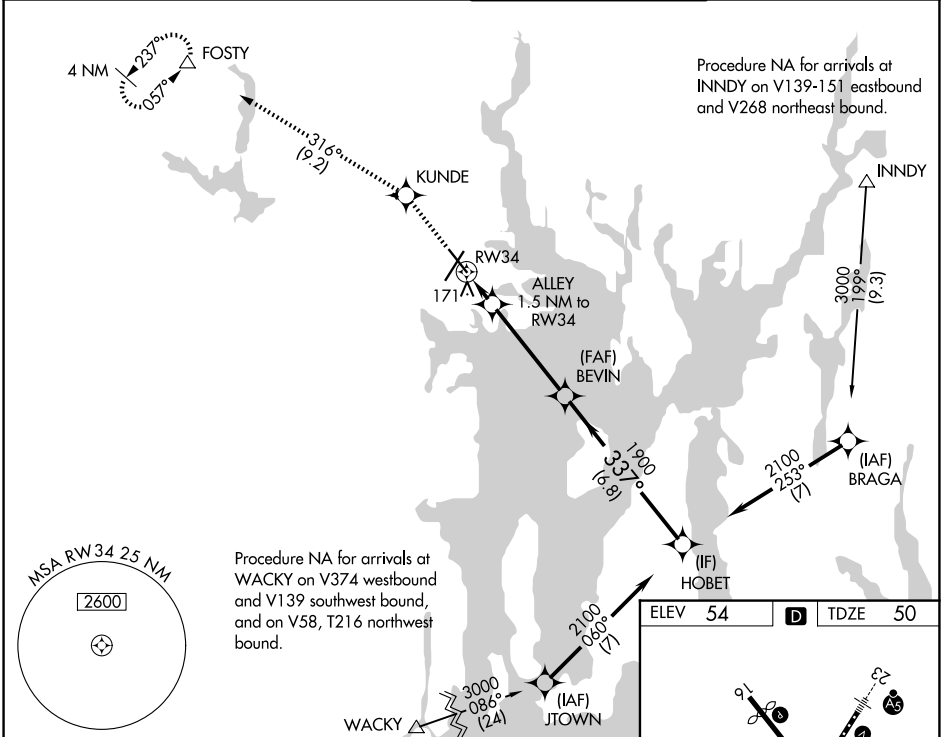 237°
FOSTY
4 NM
057°
Procedure NA for arrivals at
INNDY on V139-151 eastbound
and V268 northeast bound.
316°
(9.2)
KUNDE
INNDY
RW34
171
ALLEY
1.5 NM to
RW34
3000
199°
(9.3)
(FAF)
BEVIN
1900
337°
(6.8)
2100
253°
(7)
(IAF)
BRAGA
(IF)
HOBET
MSA RW34 25 NM
2600
Procedure NA for arrivals at
WACKY on V374 westbound
and V139 southwest bound,
and on V58, T216 northwest
bound.
2100
060°
(7)
ELEV 54
D
TDZE 50
3000
086°
(24)
WACKY
(IAF)
JTOWN
16
23
A5